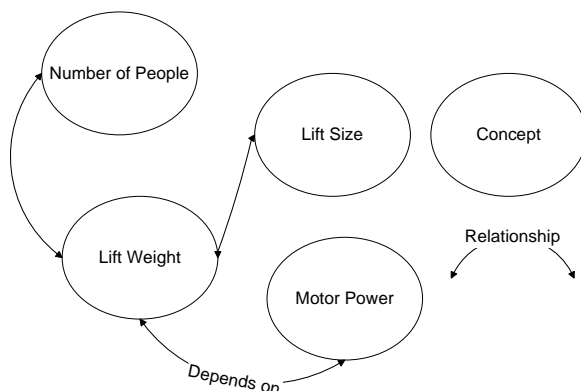 Number of People
Lift Size
Concept
Lift Weight
Relationship
Motor Power
Depends on